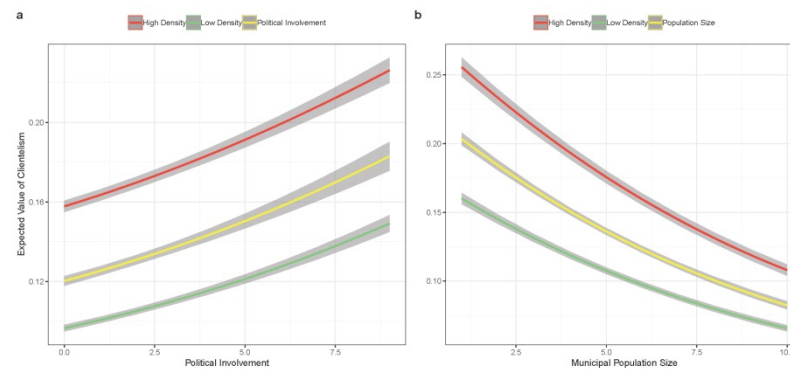 a
High Density Low Density Political Involvement
Expected Value of Clientelism
0.20
0.16
0.12
0.0 2.5 5.0 7.5
Political Involvement
b
High Density Low Density Population Size
0.25
0.20
0.15
0.10
2.5 5.0 7.5 10.
Municipal Population Size